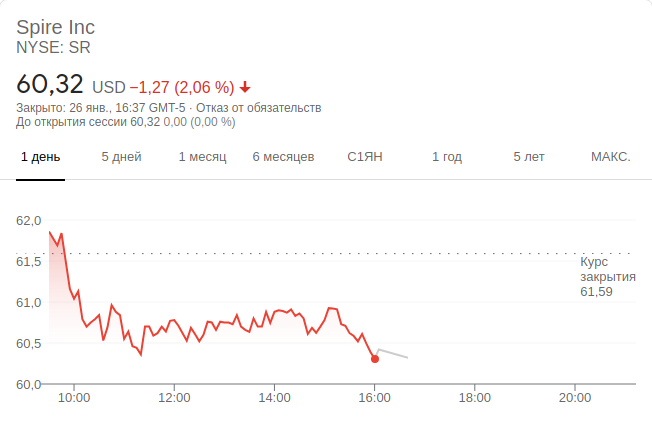 Spire Inc
NYSE: SR
60,32 USD −1,27 (2,06 %)
Закрыто: 26 янв., 16:37 GMT-5 · Отказ от обязательств
До открытия сессии 60,32 0,00 (0,00 %)
1 день 5 дней 1 месяц 6 месяцев С1ЯН 1 год 5 лет МАКС.
62,0
61,5
61,0
60,5
60,0
Курс
закрытия
61,59
10:00 12:00 14:00 16:00 18:00 20:00